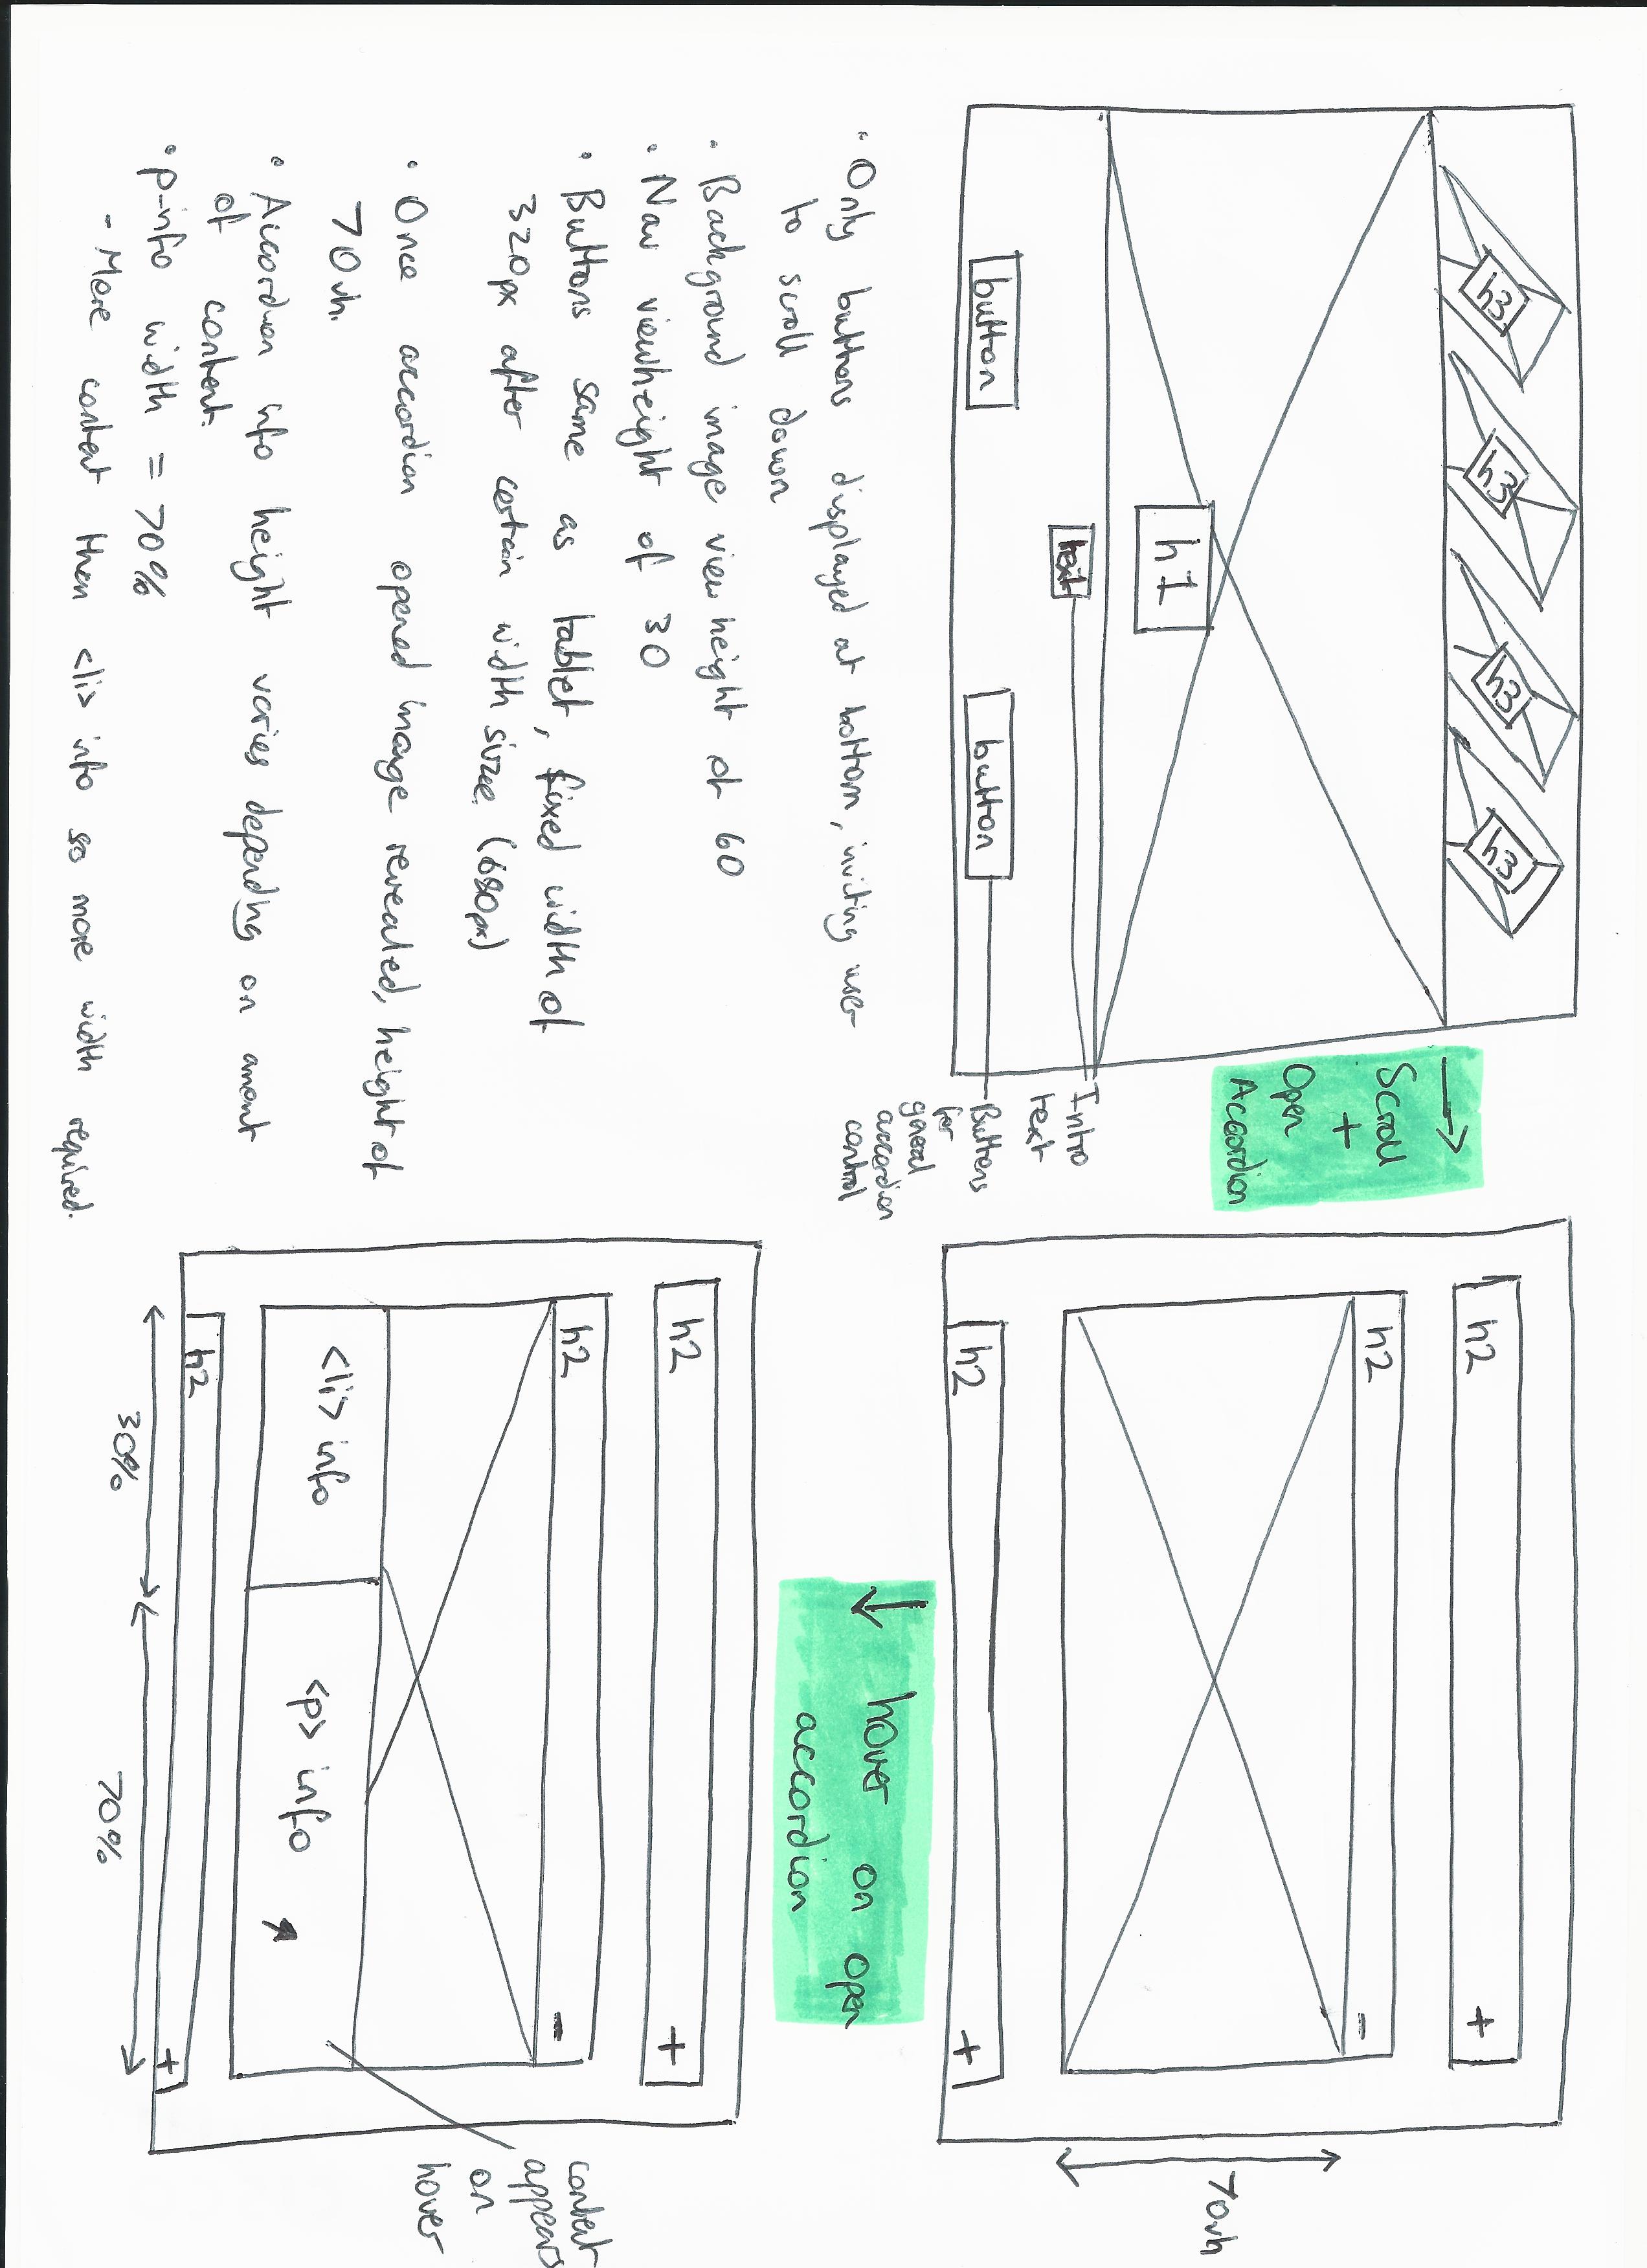 h3 h3 h3 h3
h1
text
button button
→
Scroll
+
Open
Accordion
Intro
text
Buttons
for
general
accordion
control
h2 +
h2 -
h2 +
70vh
• Only buttons displayed at bottom, inviting user
to scroll down
• Background image view height of 60
• Nav viewheight of 30
• Buttons same as tablet, fixed width of
320px after certain width size (680px)
• Once accordion opened image revealed, height of
70vh.
• Accordion info height varies depending on amount
of content.
• p-info width = 70%
- More content then <li> info so more width required.
↓ hover on open
accordion
h2 +
h2 -
<li> info <p> info
h2 +
30% 70%
content
appears
on
hover